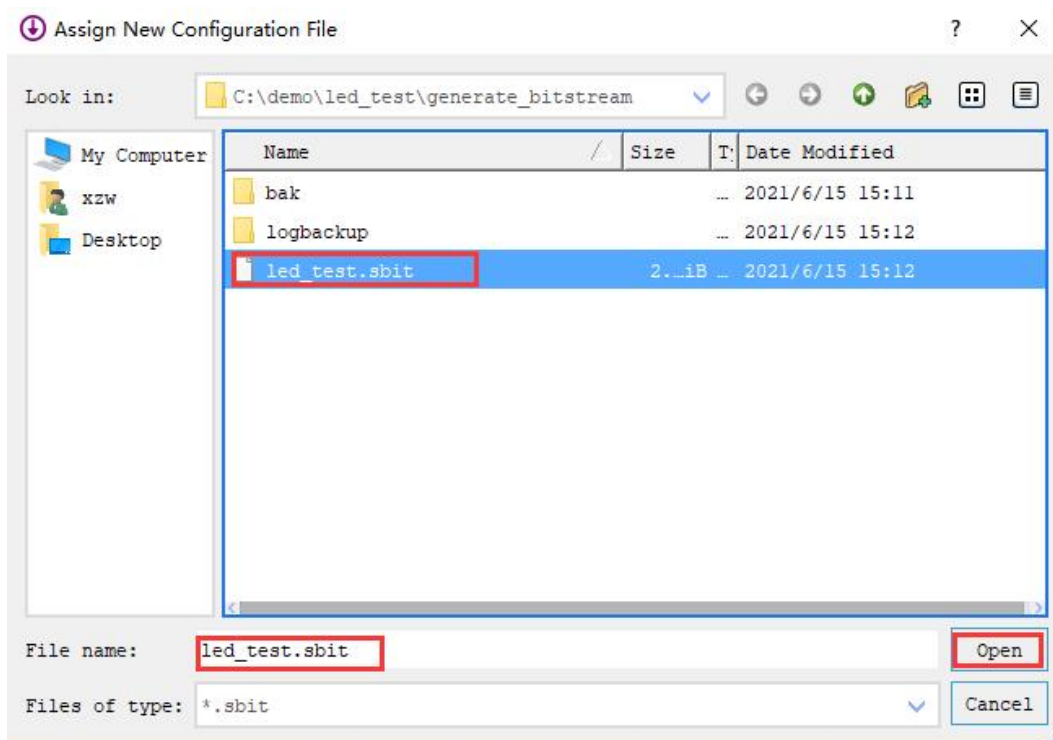 Assign New Configuration File ?
Look in: C:\demo\led_test\generate_bitstream
My Computer
xzw
Desktop
Name Size T Date Modified
bak ... 2021/6/15 15:11
logbackup ... 2021/6/15 15:12
led_test.sbit 2...iB ... 2021/6/15 15:12
File name: led_test.sbit Open
Files of type: *.sbit Cancel